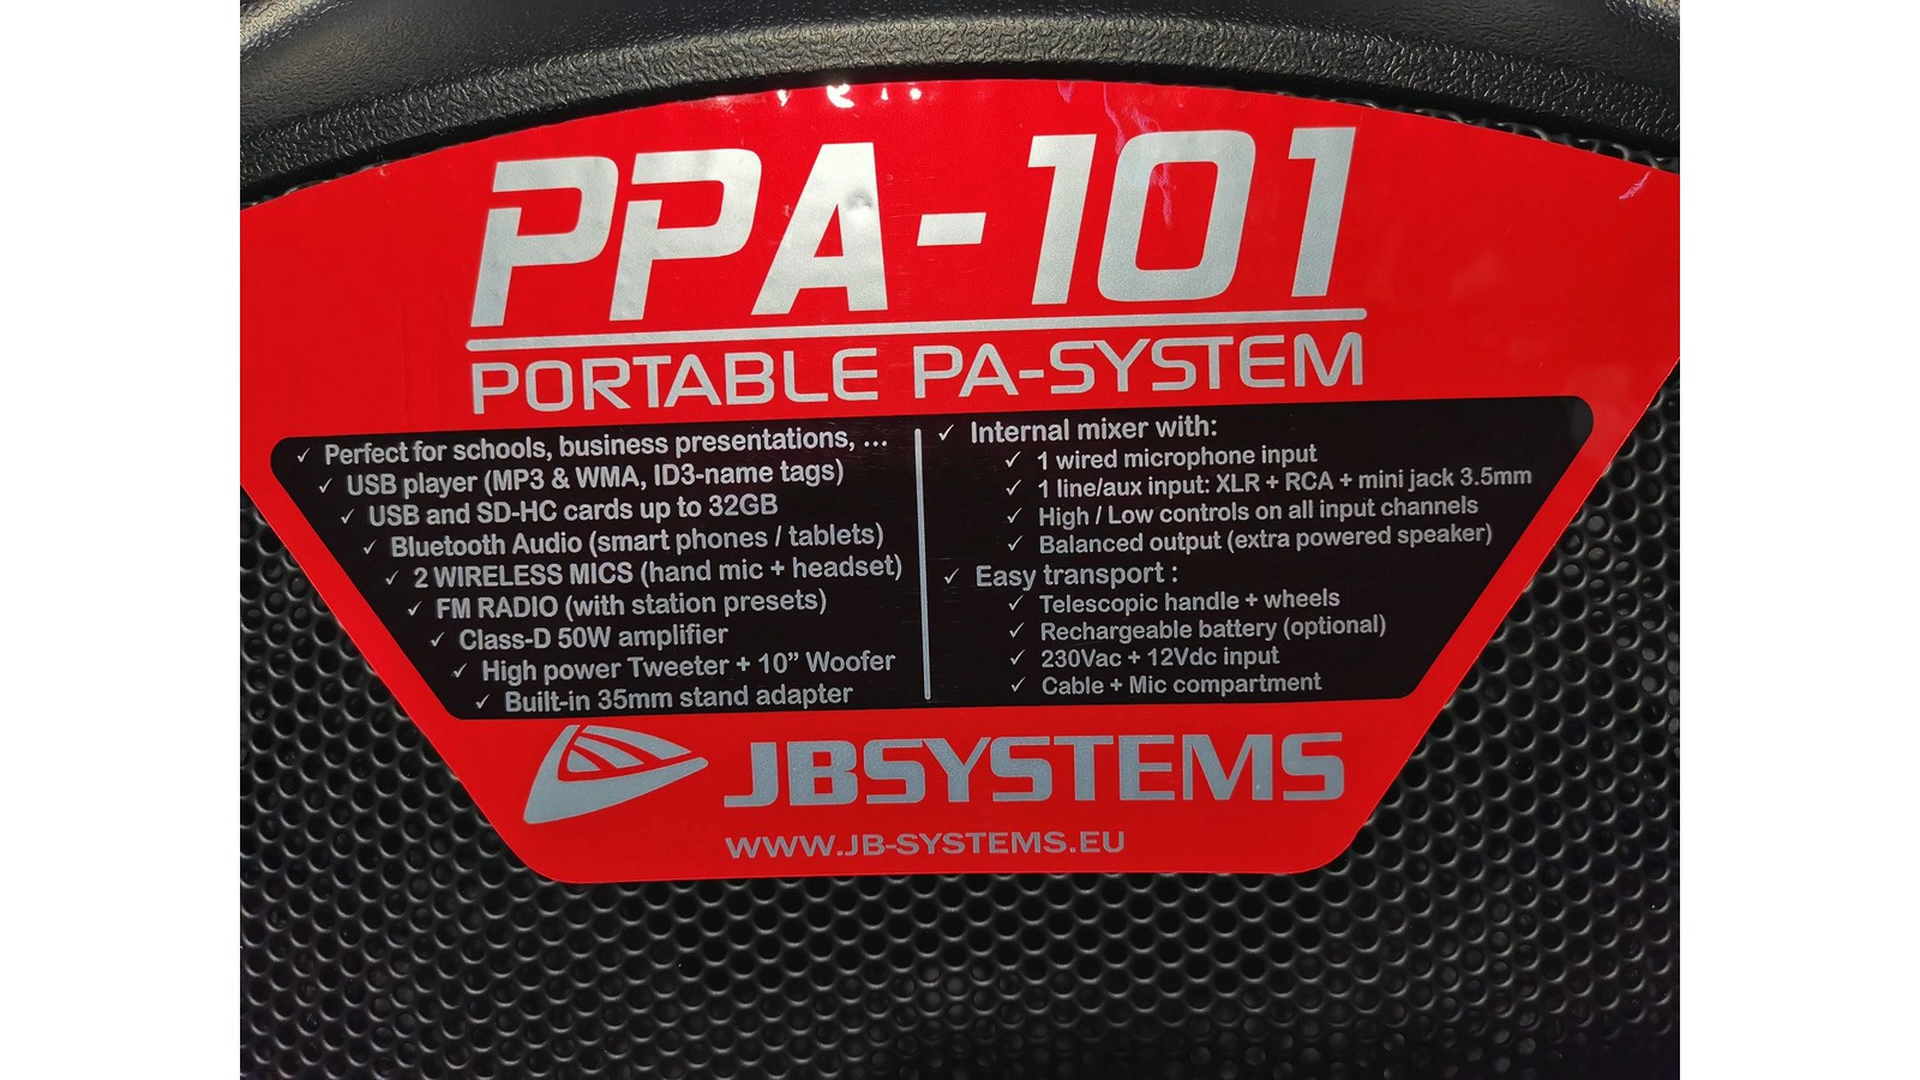 PPA-101
PORTABLE PA-SYSTEM
✓ Perfect for schools, business presentations, ...
✓ USB player (MP3 & WMA, ID3-name tags)
✓ USB and SD-HC cards up to 32GB
✓ Bluetooth Audio (smart phones / tablets)
✓ 2 WIRELESS MICS (hand mic + headset)
✓ FM RADIO (with station presets)
✓ Class-D 50W amplifier
✓ High power Tweeter + 10” Woofer
✓ Built-in 35mm stand adapter
✓ Internal mixer with:
✓ 1 wired microphone input
✓ 1 line/aux input: XLR + RCA + mini jack 3.5mm
✓ High / Low controls on all input channels
✓ Balanced output (extra powered speaker)
✓ Easy transport :
✓ Telescopic handle + wheels
✓ Rechargeable battery (optional)
✓ 230Vac + 12Vdc input
✓ Cable + Mic compartment
JBSYSTEMS
WWW.JB-SYSTEMS.EU